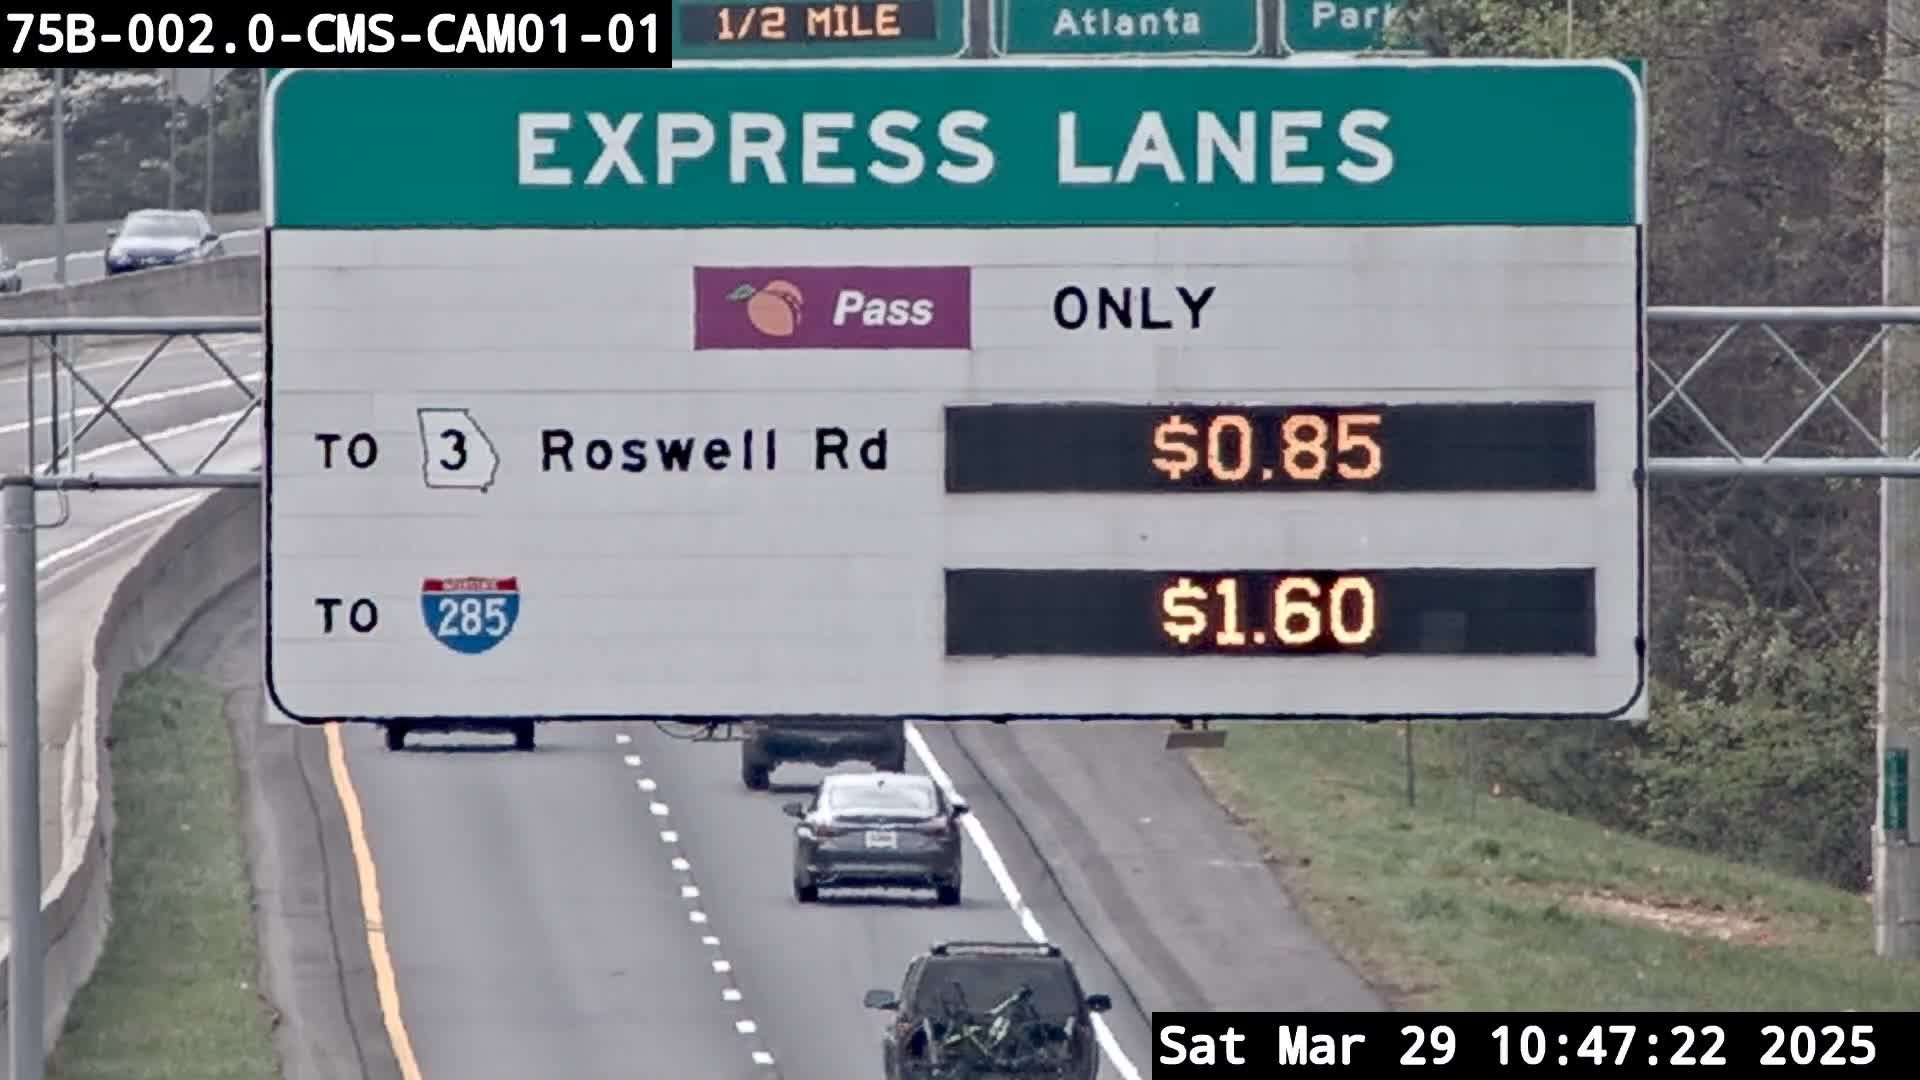 75B-002.0-CMS-CAM01-01
1/2 MILE
Atlanta
EXPRESS LANES
Pass ONLY
TO 3 Roswell Rd $0.85
TO 285 $1.60
Sat Mar 29 10:47:22 2025